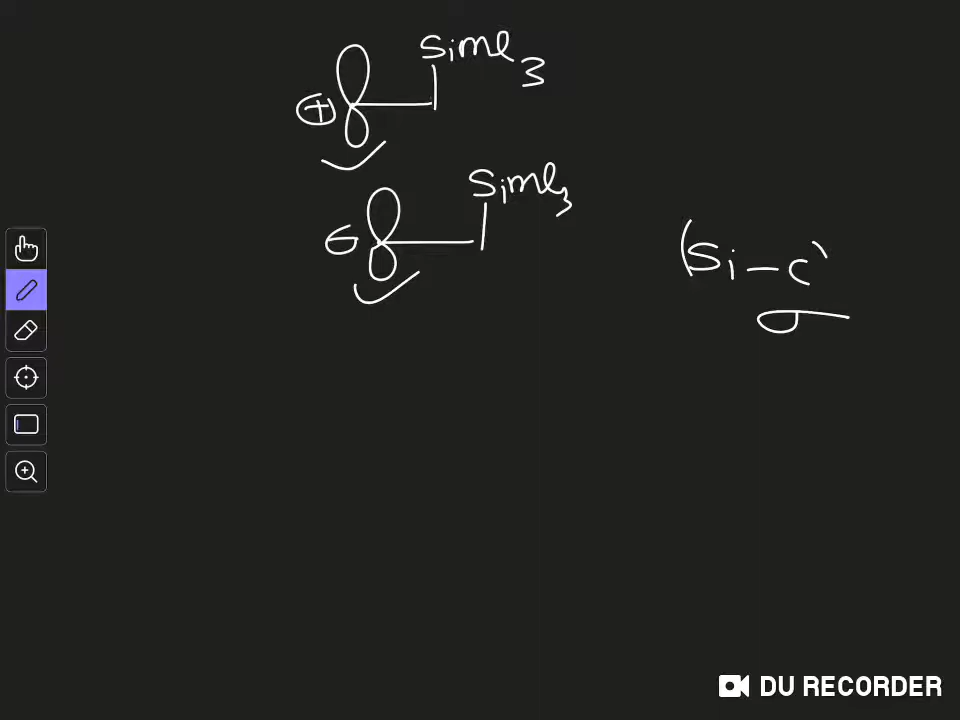 SiMe3
⊕
SiMe3
⊖
(Si-C)
σ
DU RECORDER